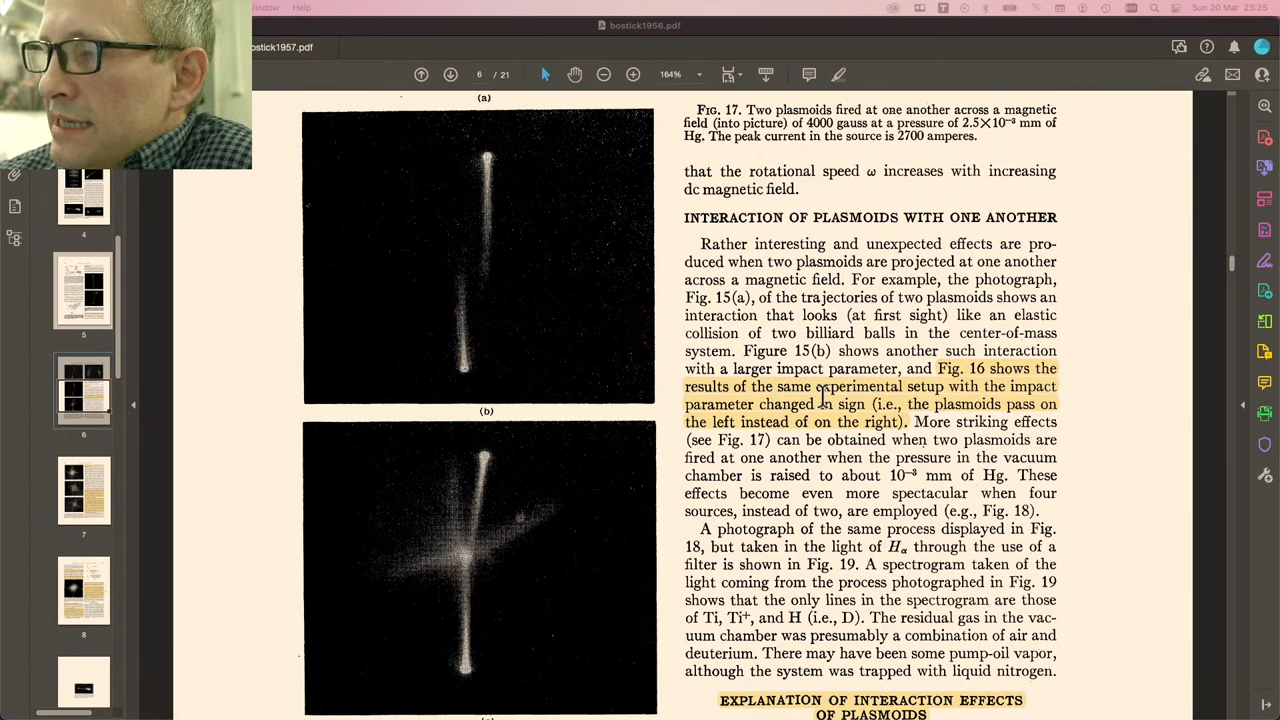 Window
Help
Sun 20 Mar 23:25
bostick1956.pdf
ostick1957.pdf
6 / 21
164%
4
5
6
7
8
(a)
(b)
FIG. 17. Two plasmoids fired at one another across a magnetic
field (into picture) of 4000 gauss at a pressure of 2.5×10⁻³ mm of
Hg. The peak current in the source is 2700 amperes.
that the rotational speed ω increases with increasing
dc magnetic field.
INTERACTION OF PLASMOIDS WITH ONE ANOTHER
Rather interesting and unexpected effects are pro-
duced when two plasmoids are projected at one another
across a magnetic field. For example, the photograph,
Fig. 15(a), of the trajectories of two plasmoids shows an
interaction that looks (at first sight) like an elastic
collision of two billiard balls in the center-of-mass
system. Figure 15(b) shows another such interaction
with a larger impact parameter, and Fig. 16 shows the
results of the same experimental setup with the impact
parameter changed in sign (i.e., the plasmoids pass on
the left instead of on the right). More striking effects
(see Fig. 17) can be obtained when two plasmoids are
fired at one another when the pressure in the vacuum
chamber is raised to about 10⁻³ mm of Hg. These
effects become even more spectacular when four
sources, instead of two, are employed (e.g., Fig. 18).
A photograph of the same process displayed in Fig.
18, but taken in the light of Hα through the use of a
filter is shown in Fig. 19. A spectrogram taken of the
light coming from the process photographed in Fig. 19
shows that the only lines in the spectrogram are those
of Ti, Ti⁺, and H (i.e., D). The residual gas in the vac-
uum chamber was presumably a combination of air and
deuterium. There may have been some pump-oil vapor,
although the system was trapped with liquid nitrogen.
EXPLANATION OF INTERACTION EFFECTS
OF PLASMOIDS